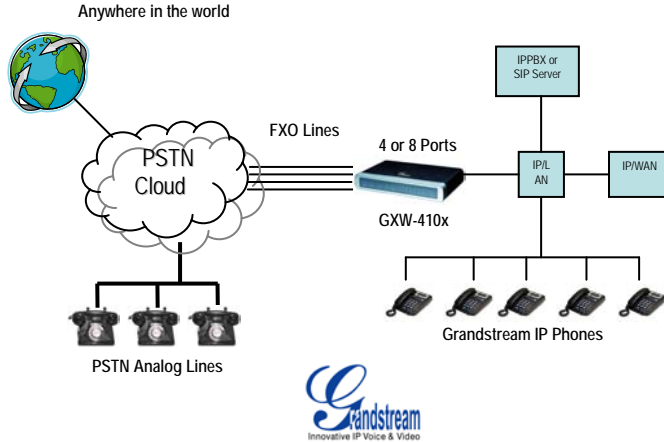 Anywhere in the world
IPPBX or
SIP Server
FXO Lines
4 or 8 Ports
PSTN
Cloud
IP/L
AN
IP/WAN
GXW-410x
Grandstream IP Phones
PSTN Analog Lines
Grandstream
Innovative IP Voice & Video